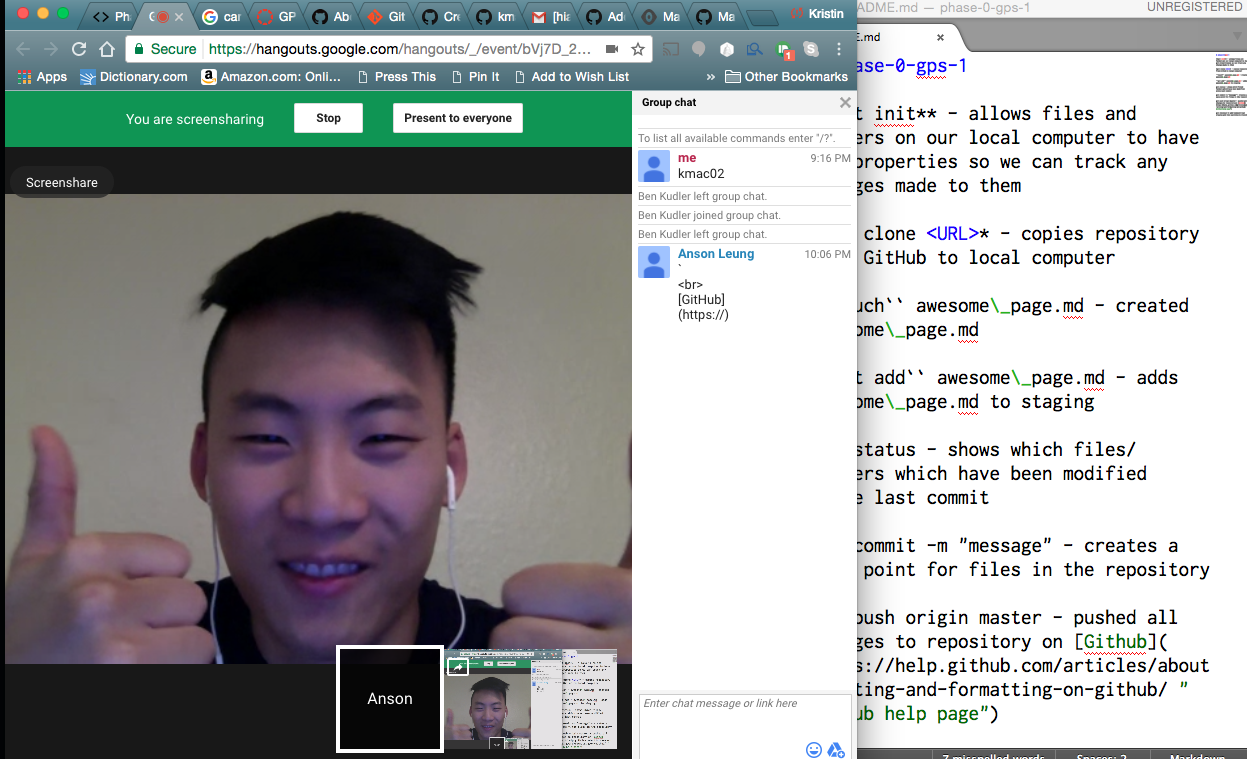 Ph
G
car
GP
Abo
Git
Cre
km
[hia
Ad
Ma
Ma
Kristin
Secure
https://hangouts.google.com/hangouts/_/event/bVj7D_2...
1
Apps
Dictionary.com
Amazon.com: Onli...
Press This
Pin It
Add to Wish List
»
Other Bookmarks
You are screensharing
Stop
Present to everyone
Screenshare
Anson
Group chat
To list all available commands enter "/?".
me
9:16 PM
kmac02
Ben Kudler left group chat.
Ben Kudler joined group chat.
Ben Kudler left group chat.
Anson Leung
10:06 PM
`
<br>
[GitHub]
(https://)
Enter chat message or link here
ADME.md — phase-0-gps-1
UNREGISTERED
E.md
ase-0-gps-1
t init** - allows files and
ers on our local computer to have
properties so we can track any
ges made to them
clone <URL>* - copies repository
GitHub to local computer
uch`` awesome\_page.md - created
ome\_page.md
t add`` awesome\_page.md - adds
ome\_page.md to staging
status - shows which files/
ers which have been modified
e last commit
commit -m "message" - creates a
point for files in the repository
push origin master - pushed all
ges to repository on [Github](
s://help.github.com/articles/about
ting-and-formatting-on-github/ "
ub help page")
7 misspelled words
Spaces: 2
Markdown